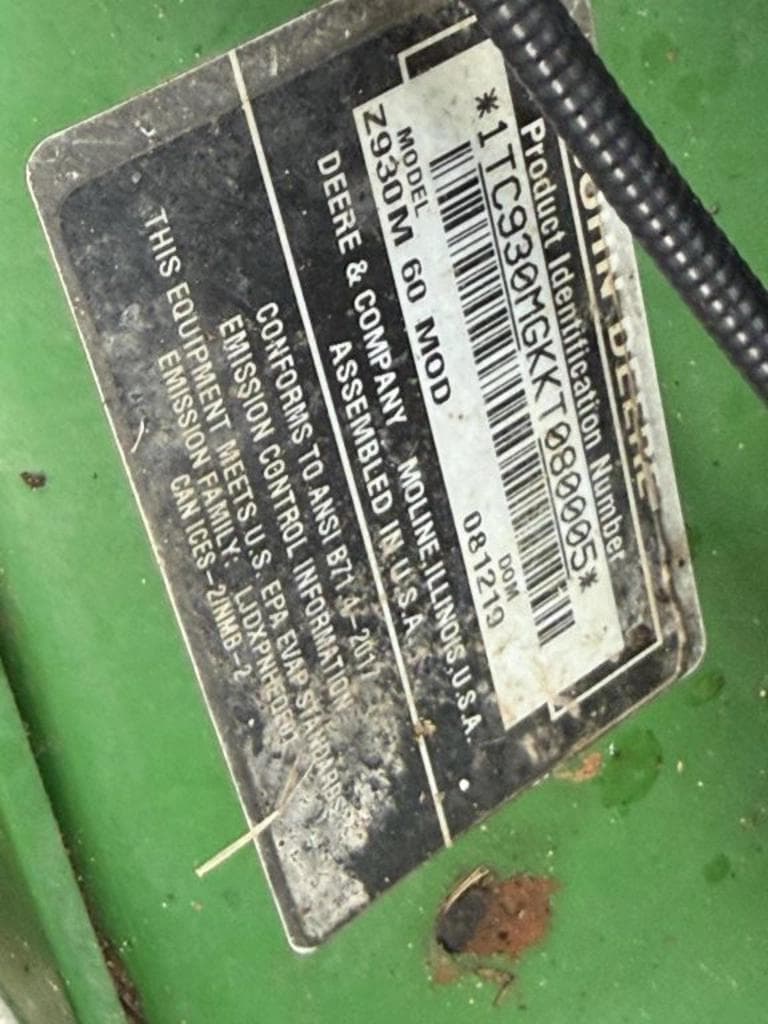 JOHN DEERE
Product Identification Number
*1TC930MGKKT080005*
MODEL DOM
Z930M 60 MOD 081219
DEERE & COMPANY MOLINE, ILLINOIS, U.S.A.
ASSEMBLED IN U.S.A.
CONFORMS TO ANSI B71.4-2017
EMISSION CONTROL INFORMATION
THIS EQUIPMENT MEETS U.S. EPA EVAP STANDARDS.
EMISSION FAMILY:
CAN ICES-2/NMB-2